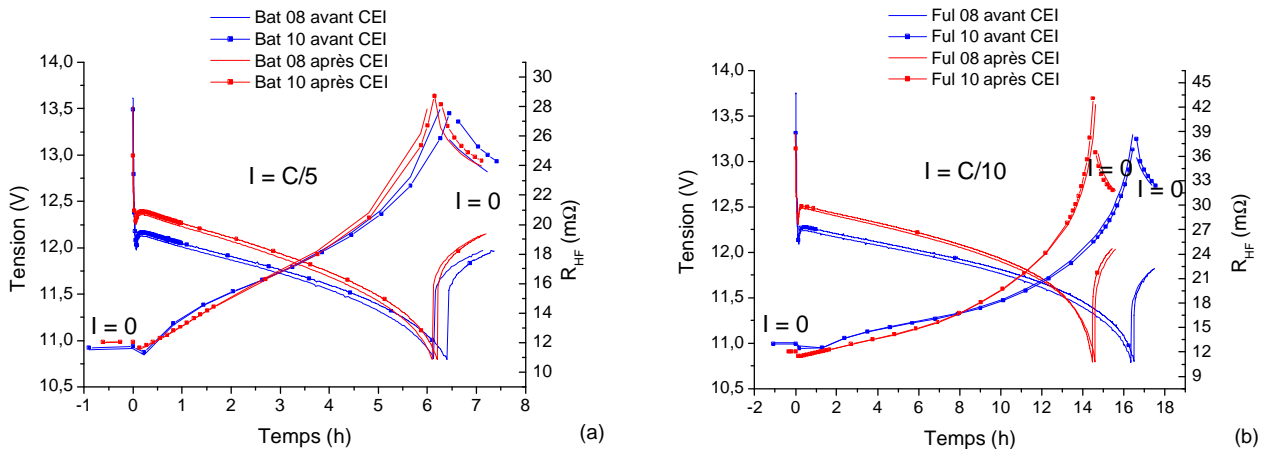 Bat 08 avant CEI
Bat 10 avant CEI
Bat 08 après CEI
Bat 10 après CEI
14,0
13,5
13,0
12,5
12,0
11,5
11,0
10,5
Tension (V)
30
29
28
26
24
22
20
18
16
14
12
11
10
R_HF (mΩ)
I = C/5
I = 0
I = 0
-1 0 1 2 3 4 5 6 7 8
Temps (h)
(a)
Ful 08 avant CEI
Ful 10 avant CEI
Ful 08 après CEI
Ful 10 après CEI
14,0
13,5
13,0
12,5
12,0
11,5
11,0
10,5
Tension (V)
45
42
39
36
33
30
27
24
21
18
15
12
9
R_HF (mΩ)
I = C/10
I = 0
I = 0
I = 0
-2 0 2 4 6 8 10 12 14 16 18
Temps (h)
(b)